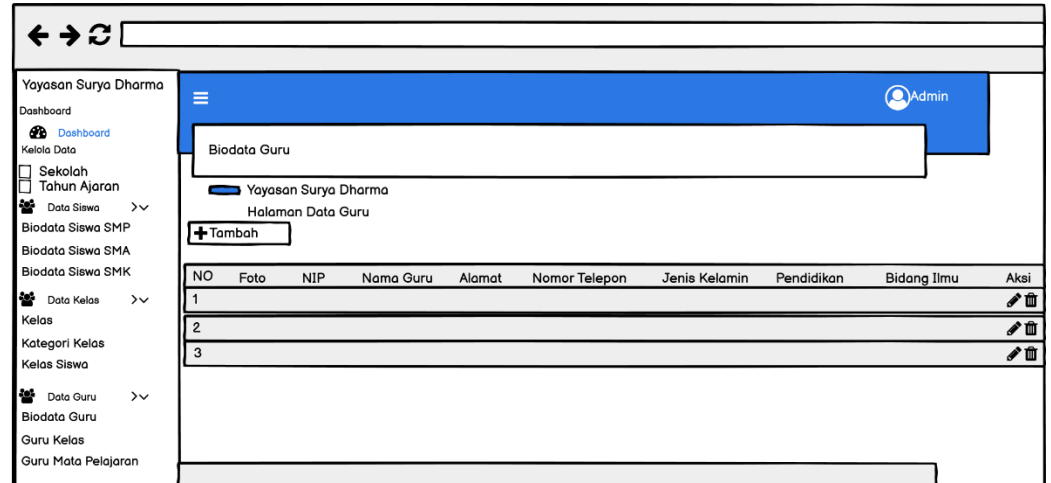 Yayasan Surya Dharma
Dashboard
Dashboard
Kelola Data
Sekolah
Tahun Ajaran
Data Siswa
Biodata Siswa SMP
Biodata Siswa SMA
Biodata Siswa SMK
Data Kelas
Kelas
Kategori Kelas
Kelas Siswa
Data Guru
Biodata Guru
Guru Kelas
Guru Mata Pelajaran
Admin
Biodata Guru
Yayasan Surya Dharma
Halaman Data Guru
Tambah
NO Foto NIP Nama Guru Alamat Nomor Telepon Jenis Kelamin Pendidikan Bidang Ilmu Aksi
1
2
3